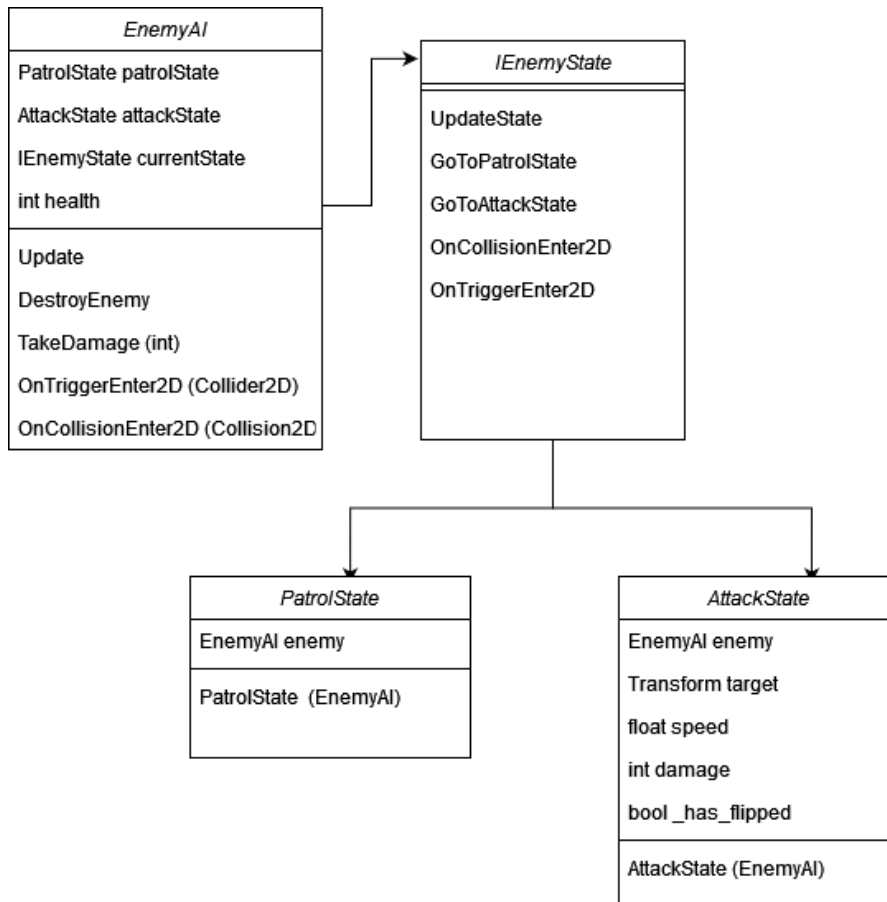 EnemyAI
PatrolState patrolState
AttackState attackState
IEnemyState currentState
int health
Update
DestroyEnemy
TakeDamage (int)
OnTriggerEnter2D (Collider2D)
OnCollisionEnter2D (Collision2D
IEnemyState
UpdateState
GoToPatrolState
GoToAttackState
OnCollisionEnter2D
OnTriggerEnter2D
PatrolState
EnemyAI enemy
PatrolState (EnemyAI)
AttackState
EnemyAI enemy
Transform target
float speed
int damage
bool _has_flipped
AttackState (EnemyAI)